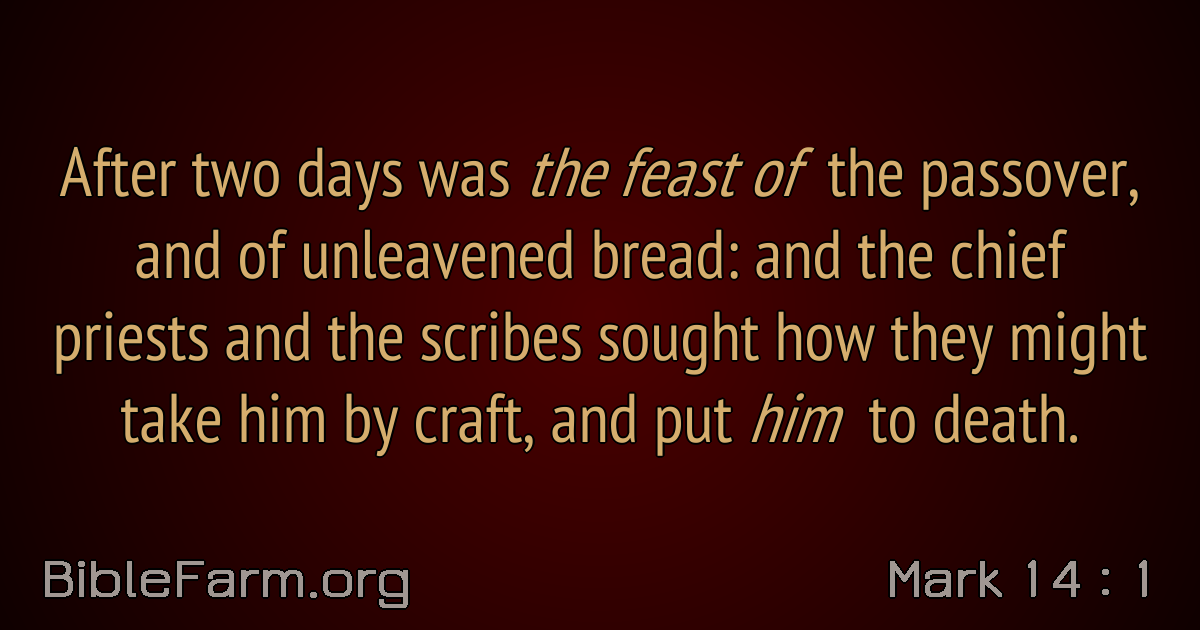 After two days was the feast of the passover,
and of unleavened bread: and the chief
priests and the scribes sought how they might
take him by craft, and put him to death.
BibleFarm.org
Mark 14 : 1